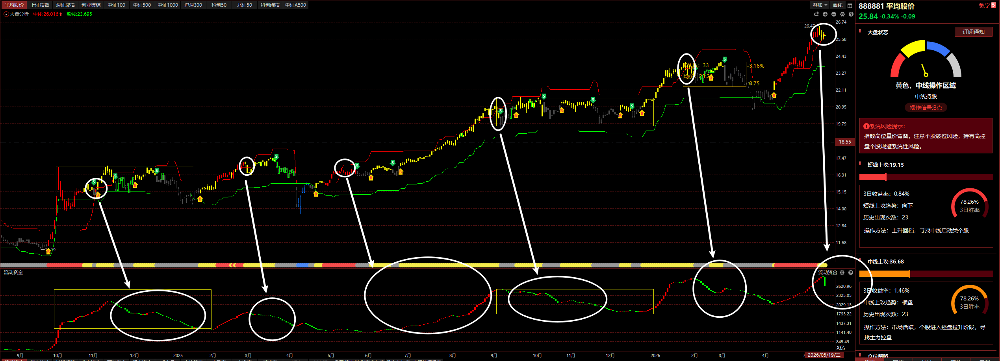 平均股价 上证指数 深证成指 创业板综 中证100 中证500 中证1000 沪深300 科创50 北证50 科创综指 中证A500
叠加 画线
大盘分析 牛线:26.016 熊线:23.695
26.74
26.47
25.58
24.43
23.27
22.11
20.95
19.79
18.55
17.47
16.31
15.15
14.00
12.84
11.68
33
-3.16%
-0.75
流动资金
流动资金
2620.96
2325.05
2029.13
1733.22
1437.31
1141.40
845.49
X亿
9月 10月 11月 12月 2025 2月 3月 4月 5月 6月 7月 8月 9月 10月 11月 12月 2026 2月 3月 4月 2026/05/19/二
888881 平均股价
教学
25.84 -0.34% -0.09
大盘状态
订阅通知
黄色，中线操作区域
中线持股
操作信号:B点
系统风险提示:
指数高位量价背离，注意个股破位风险，持有高控
盘个股规避系统性风险。
短线上攻:19.15
3日收益率：0.84%
短线上攻趋势：向下
历史出现次数：23
78.26%
3日胜率
操作方法：上升回档，寻找中线启动类个股
中线上攻:36.68
3日收益率：1.46%
中线上攻趋势：横盘
历史出现次数：23
78.26%
3日胜率
操作方法：市场活跃，个股进入控盘拉升阶段，寻
找主力控盘
仓位策略